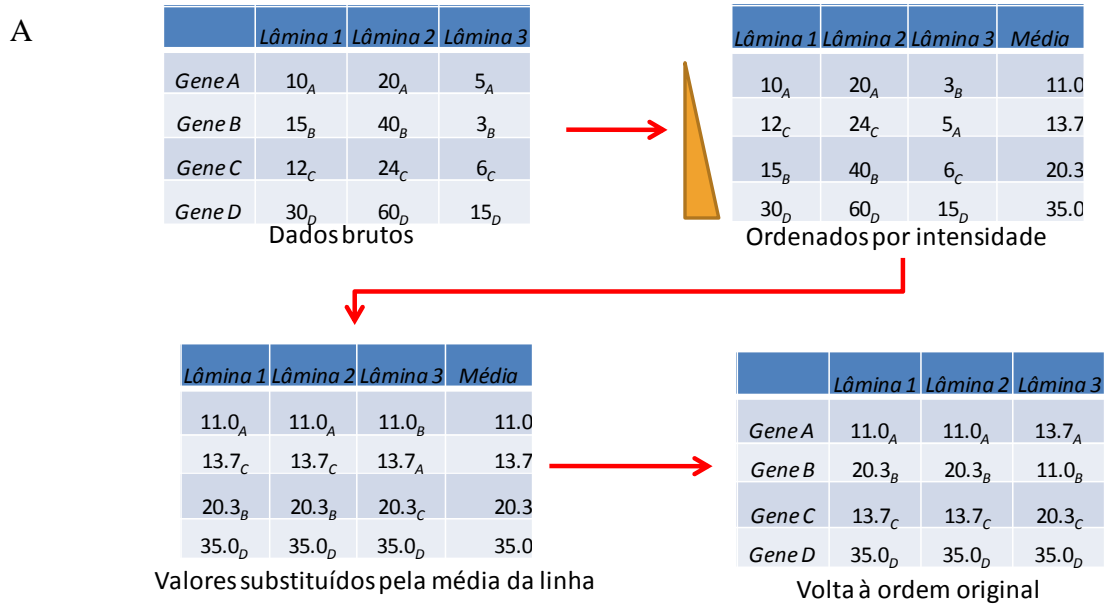 A
Lâmina 1 Lâmina 2 Lâmina 3
Gene A 10A 20A 5A
Gene B 15B 40B 3B
Gene C 12C 24C 6C
Gene D 30D 60D 15D
Dados brutos
Lâmina 1 Lâmina 2 Lâmina 3 Média
10A 20A 3B 11.0
12C 24C 5A 13.7
15B 40B 6C 20.3
30D 60D 15D 35.0
Ordenados por intensidade
Lâmina 1 Lâmina 2 Lâmina 3 Média
11.0A 11.0A 11.0B 11.0
13.7C 13.7C 13.7A 13.7
20.3B 20.3B 20.3C 20.3
35.0D 35.0D 35.0D 35.0
Valores substituídos pela média da linha
Lâmina 1 Lâmina 2 Lâmina 3
Gene A 11.0A 11.0A 13.7A
Gene B 20.3B 20.3B 11.0B
Gene C 13.7C 13.7C 20.3C
Gene D 35.0D 35.0D 35.0D
Volta à ordem original